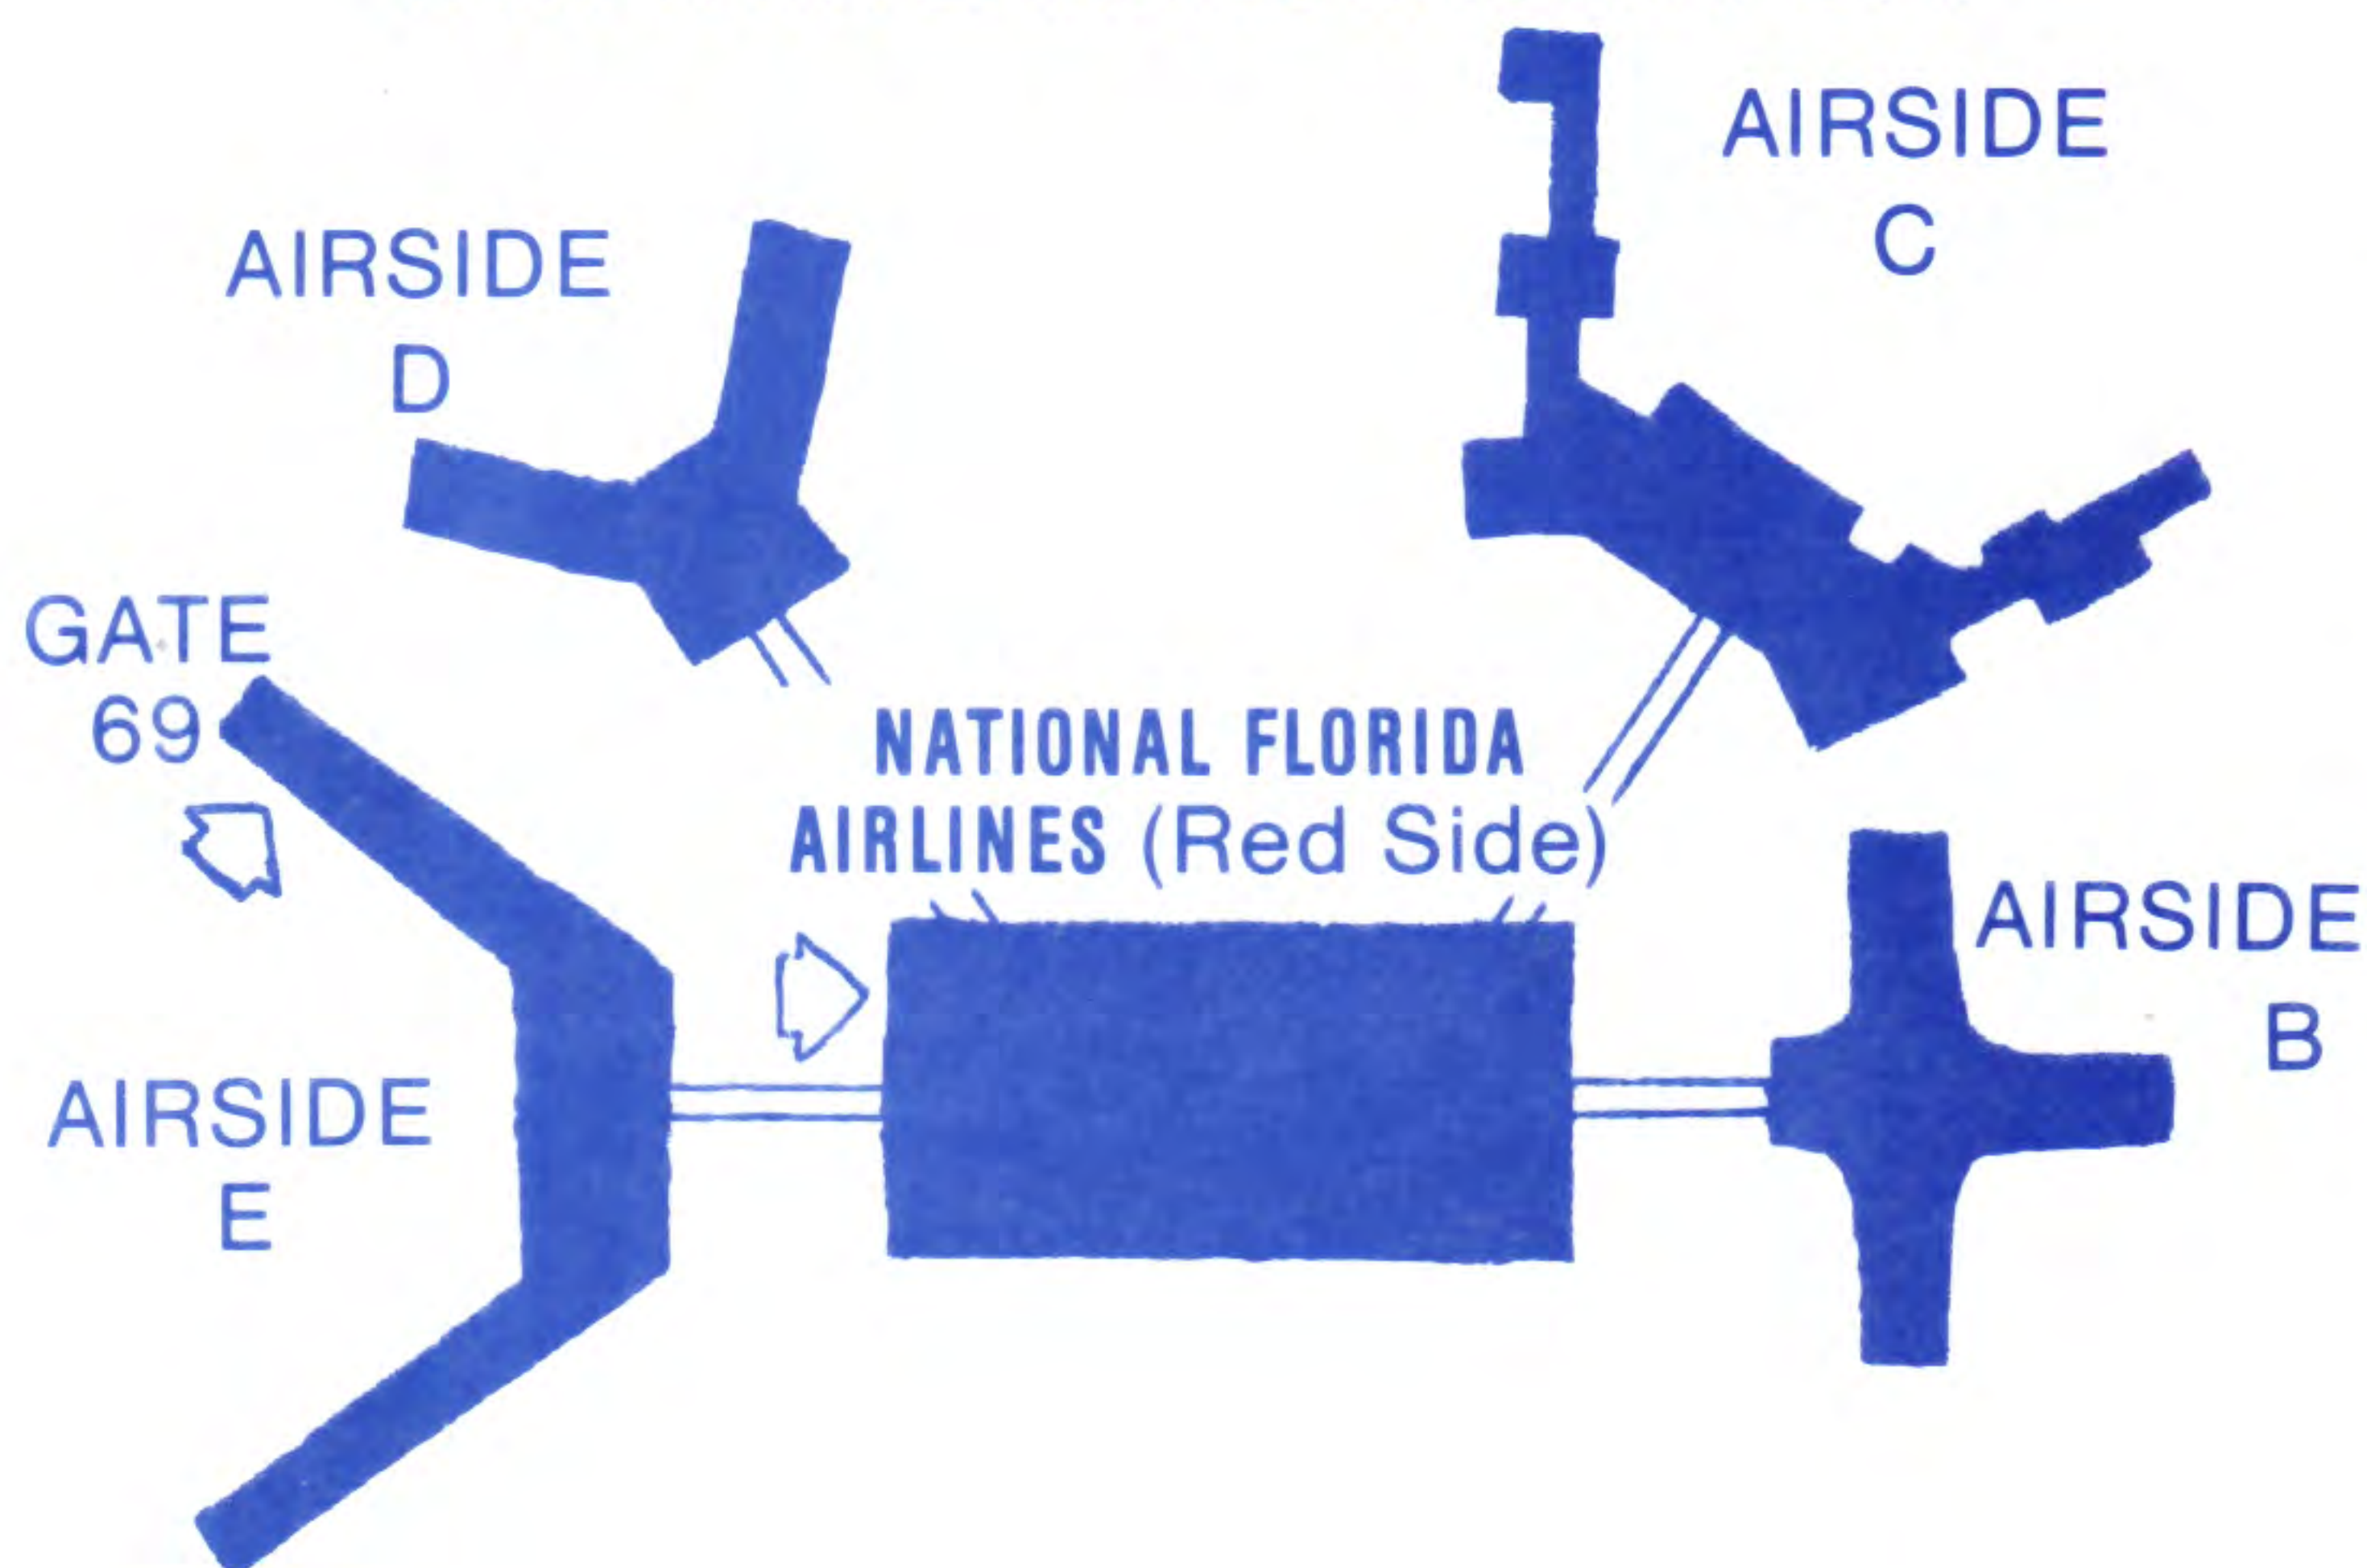 AIRSIDE
C
AIRSIDE
D
GATE
69
NATIONAL FLORIDA
AIRLINES (Red Side)
AIRSIDE
B
AIRSIDE
E